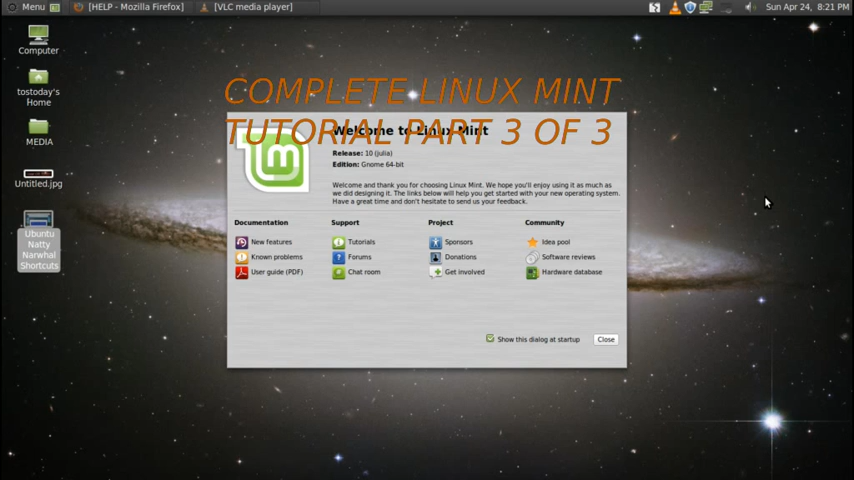 Menu
[HELP - Mozilla Firefox]
[VLC media player]
Sun Apr 24, 8:21 PM
Computer
tostoday's
Home
MEDIA
Untitled.jpg
Ubuntu
Natty
Narwhal
Shortcuts
COMPLETE LINUX MINT
TUTORIAL PART 3 OF 3
Welcome to Linux Mint
Release: 10 (julia)
Edition: Gnome 64-bit
Welcome and thank you for choosing Linux Mint. We hope you'll enjoy using it as much as
we did designing it. The links below will help you get started with your new operating system.
Have a great time and don't hesitate to send us your feedback.
Documentation
New features
Known problems
User guide (PDF)
Support
Tutorials
Forums
Chat room
Project
Sponsors
Donations
Get involved
Community
Idea pool
Software reviews
Hardware database
Show this dialog at startup
Close